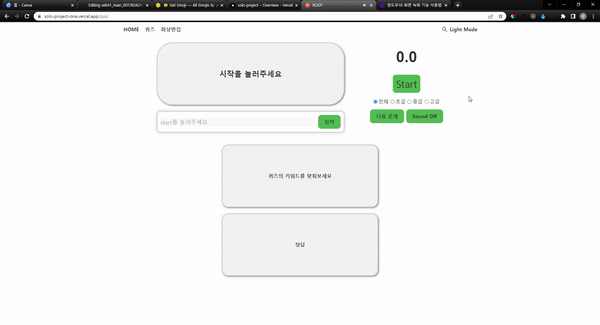 홈 - Canva
Editing seb41_main_001/READ
Get Emoji — All Emojis to
solo-project – Overview – Vercel
ROOT
윈도우10 화면 녹화 기능 사용법
solo-project-one.vercel.app/quiz
HOME 퀴즈 화상면접 Light Mode
시작를 눌러주세요
0.0
Start
start를 눌러주세요 입력
전체 초급 중급 고급
다음 문제 Sound Off
퀴즈의 키워드를 맞춰보세요
정답